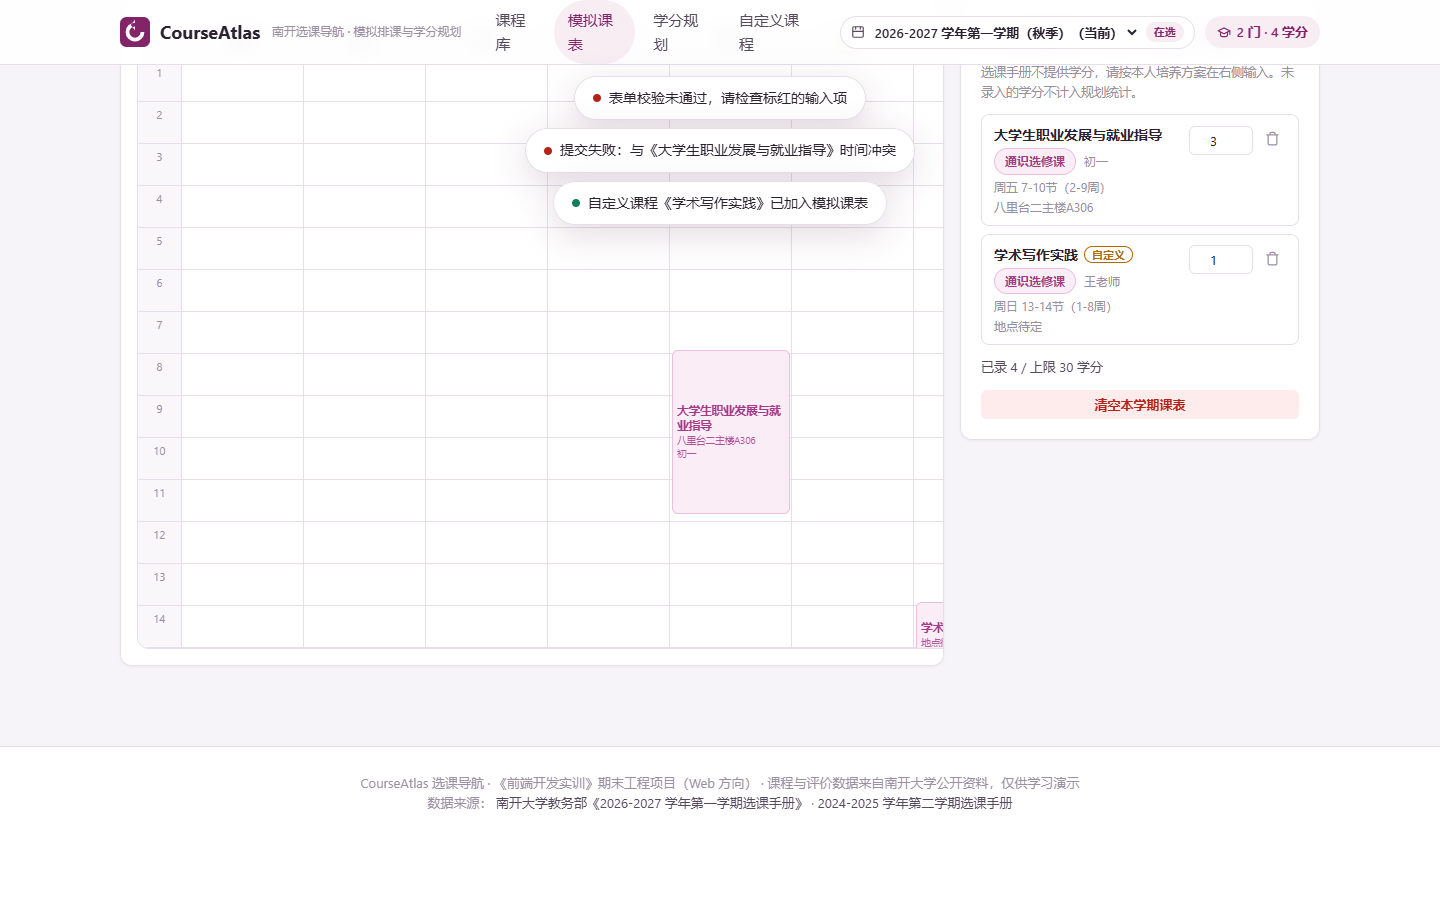 CourseAtlas 南开选课导航 · 模拟排课与学分规划
课程库
模拟课表
学分规划
自定义课程
2026-2027 学年第一学期（秋季）（当前） 在选
2 门 · 4 学分
表单校验未通过，请检查标红的输入项
提交失败：与《大学生职业发展与就业指导》时间冲突
自定义课程《学术写作实践》已加入模拟课表
1
2
3
4
5
6
7
8
9
10
11
12
13
14
大学生职业发展与就
业指导
八里台二主楼A306
初一
学术
地点
选课手册不提供学分，请按本人培养方案在右侧输入。未
录入的学分不计入规划统计。
大学生职业发展与就业指导 3
通识选修课 初一
周五 7-10节（2-9周）
八里台二主楼A306
学术写作实践 自定义 1
通识选修课 王老师
周日 13-14节（1-8周）
地点待定
已录 4 / 上限 30 学分
清空本学期课表
CourseAtlas 选课导航 · 《前端开发实训》期末工程项目（Web 方向） · 课程与评价数据来自南开大学公开资料，仅供学习演示
数据来源： 南开大学教务部《2026-2027 学年第一学期选课手册》 · 2024-2025 学年第二学期选课手册